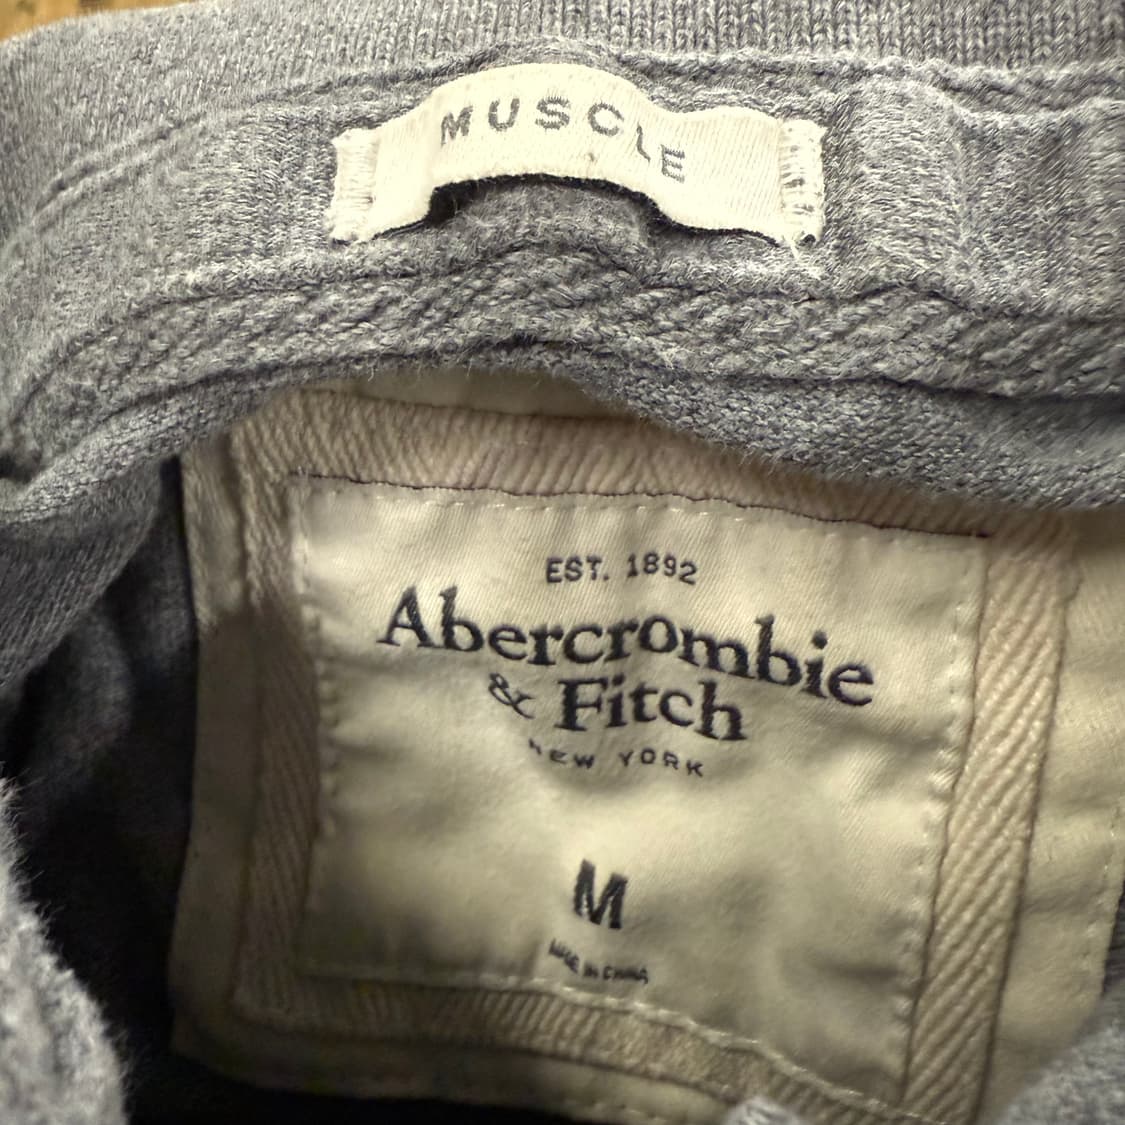 MUSCLE
EST. 1892
Abercrombie
& Fitch
NEW YORK
M
MADE IN CHINA